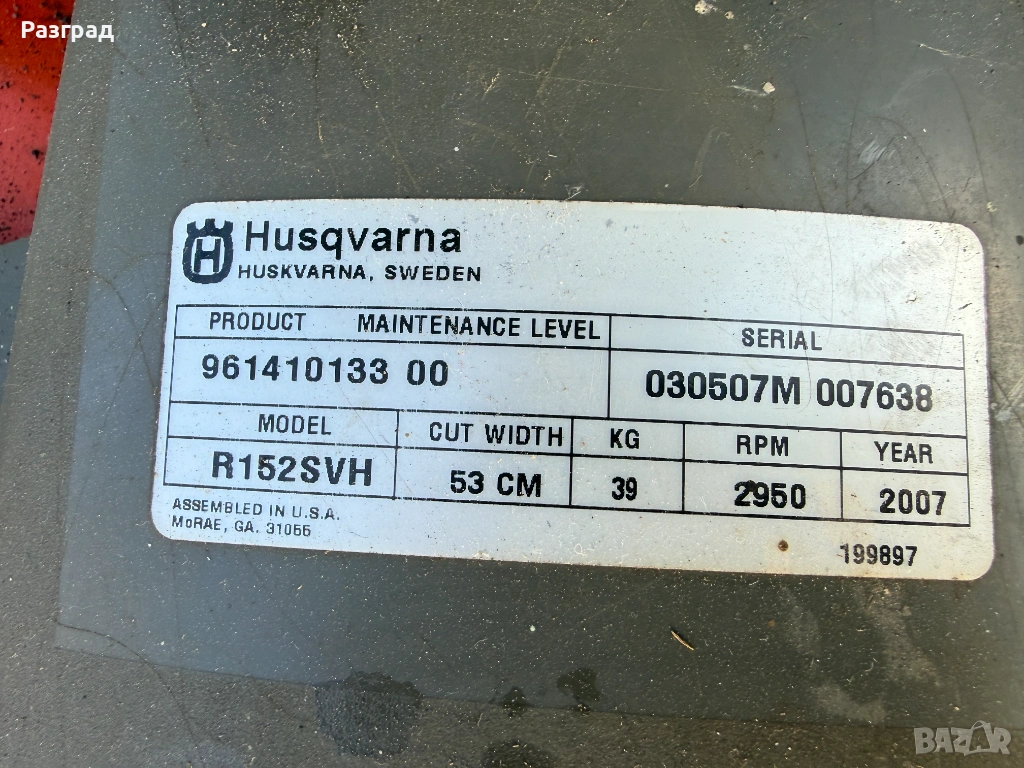 Разград
Husqvarna
HUSKVARNA, SWEDEN
PRODUCT MAINTENANCE LEVEL SERIAL
961410133 00 030507M 007638
MODEL CUT WIDTH KG RPM YEAR
R152SVH 53 CM 39 2950 2007
ASSEMBLED IN U.S.A.
McRAE, GA. 31055
199897
BAZAR